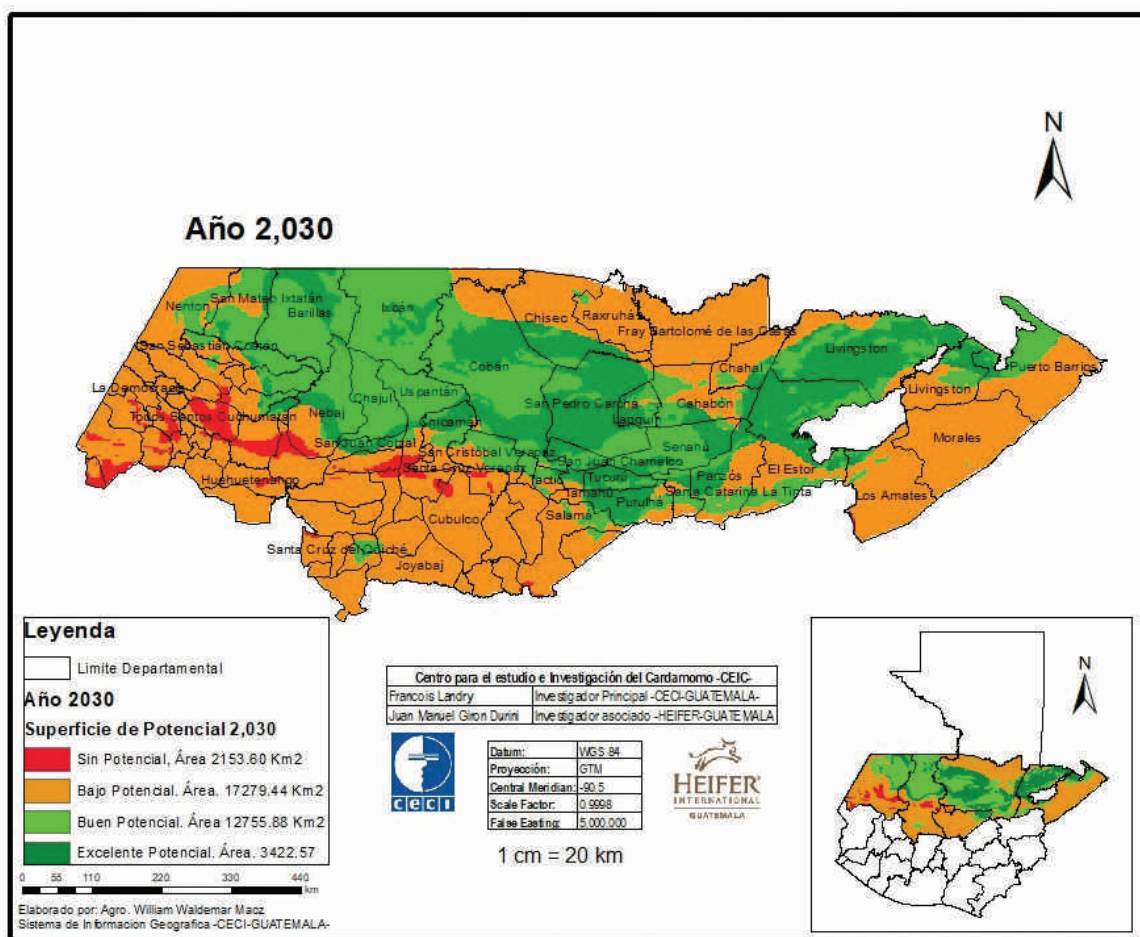 N
Año 2,030
Nenton
San Mateo Ixtatán
Barillas
Ixcán
Chisec
Raxruhá
Fray Bartolomé de las Casas
San Sebastián Coatan
Livingston
Puerto Barrios
Cobán
Chahal
La Democracia
Nebaj
Chajul
Uspantán
Livingston
Todos Santos Cuchumatan
Chicaman
San Pedro Carcha
Lanquin
Cahabón
Morales
San Juan Cotzal
San Cristóbal Verapaz
Senahú
Santa Cruz Verapaz
San Juan Chamelco
El Estor
Huehuetenango
Tactic
Tucurú
Panzós
Tamahú
Santa Catarina La Tinta
Los Amates
Purulha
Cubulco
Salamá
Santa Cruz del Quiché
Joyabaj
Leyenda
Limite Departamental
Año 2030
Superficie de Potencial 2,030
Sin Potencial, Área 2153.60 Km2
Bajo Potencial. Área. 17279.44 Km2
Buen Potencial. Área 12755.88 Km2
Excelente Potencial. Área. 3422,57
0 55 110 220 330 440
km
Elaborado por: Agro. William Waldemar Maoz
Sistema de Informacion Geografica -CECI-GUATEMALA-
Centro para el estudio e Investigación del Cardamomo -CEIC-
Francois Landry Investigador Principal -CECI-GUATEMALA-
Juan Manuel Giron Durini Investigador asociado -HEIFER-GUATEMALA
ceci
Datum: WGS 84
Proyección: GTM
Central Meridian: -90.5
Scale Factor: 0.9998
False Easting: 5,000.000
HEIFER
INTERNATIONAL
GUATEMALA
1 cm = 20 km
N